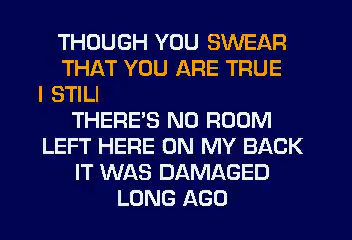 THOUGH YOU SWEAR
THAT YOU ARE TRUE
I STILL
THERE'S NO ROOM
LEFT HERE ON MY BACK
IT WAS DAMAGED
LONG AGO